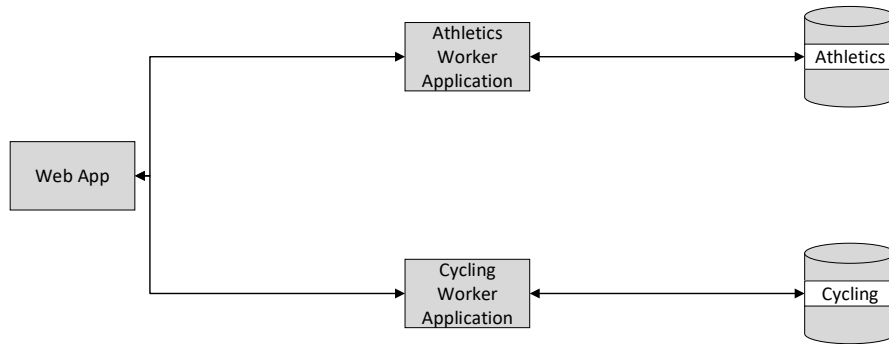 Athletics
Worker
Application
Athletics
Web App
Cycling
Worker
Application
Cycling